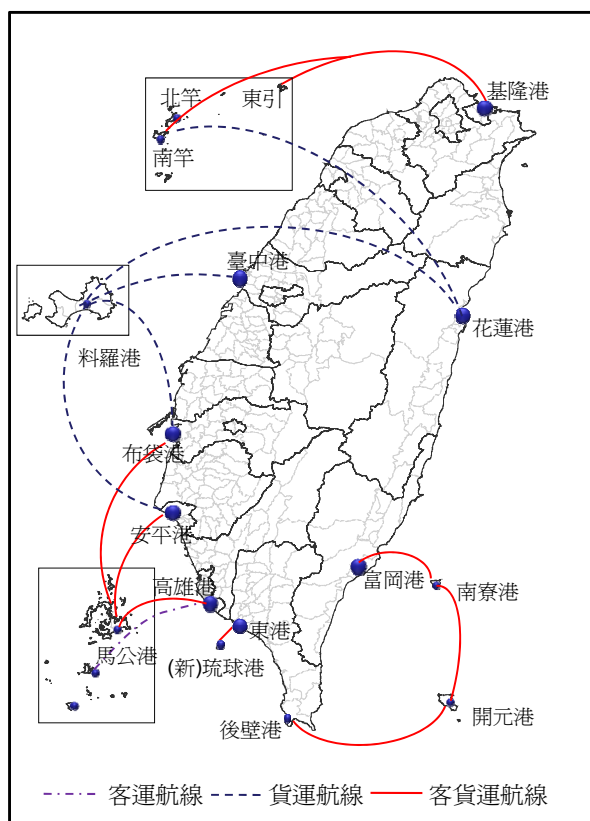 基隆港
北竿
東引
南竿
臺中港
花蓮港
料羅港
布袋港
安平港
高雄港
富岡港
南寮港
東港
馬公港
(新)琉球港
後壁港
開元港
客運航線
貨運航線
客貨運航線